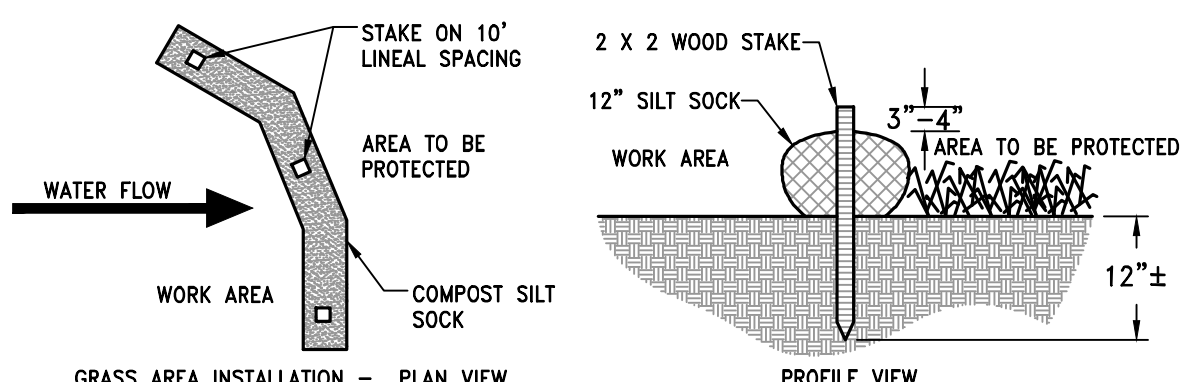 STAKE ON 10'
LINEAL SPACING
AREA TO BE
PROTECTED
WATER FLOW
WORK AREA
COMPOST SILT
SOCK
GRASS AREA INSTALLATION - PLAN VIEW
2 X 2 WOOD STAKE
12" SILT SOCK
3"-4"
WORK AREA
AREA TO BE PROTECTED
12"±
PROFILE VIEW